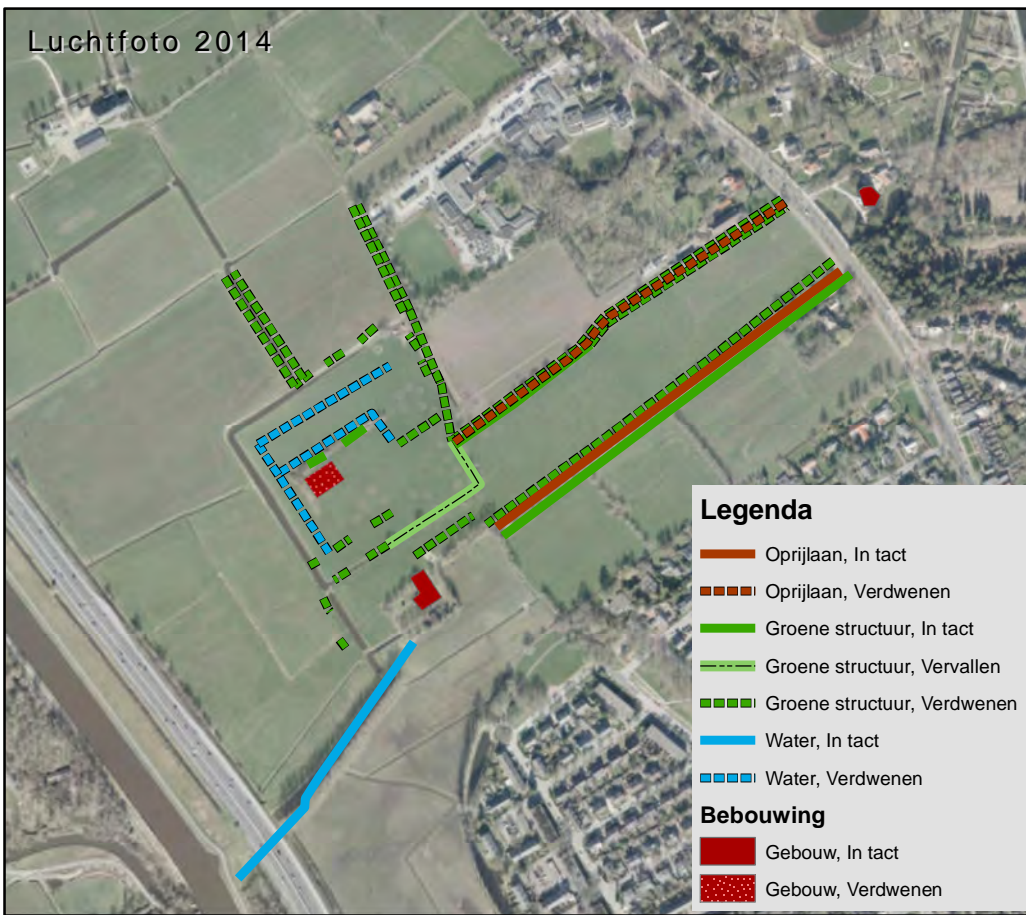 Luchtfoto 2014
Legenda
Oprijlaan, In tact
Oprijlaan, Verdwenen
Groene structuur, In tact
Groene structuur, Vervallen
Groene structuur, Verdwenen
Water, In tact
Water, Verdwenen
Bebouwing
Gebouw, In tact
Gebouw, Verdwenen